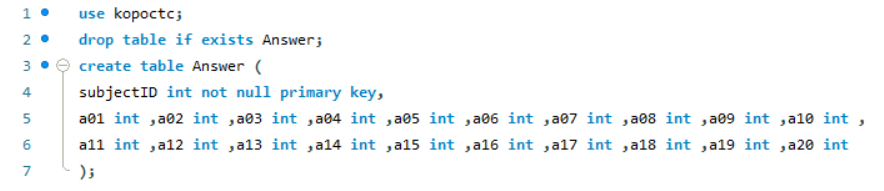 1 use kopoctc;
2 drop table if exists Answer;
3 create table Answer (
4 subjectID int not null primary key,
5 a01 int ,a02 int ,a03 int ,a04 int ,a05 int ,a06 int ,a07 int ,a08 int ,a09 int ,a10 int ,
6 a11 int ,a12 int ,a13 int ,a14 int ,a15 int ,a16 int ,a17 int ,a18 int ,a19 int ,a20 int
7 );